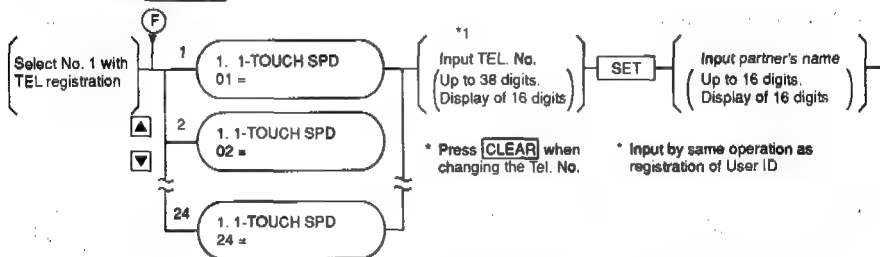 F
Select No. 1 with
TEL registration
▲
▼
1
1. 1-TOUCH SPD
01 =
2
1. 1-TOUCH SPD
02 =
24
1. 1-TOUCH SPD
24 =
*1
Input TEL. No.
(Up to 38 digits.
Display of 16 digits)
* Press CLEAR when
changing the Tel. No.
SET
Input partner's name
(Up to 16 digits.
Display of 16 digits)
* Input by same operation as
registration of User ID